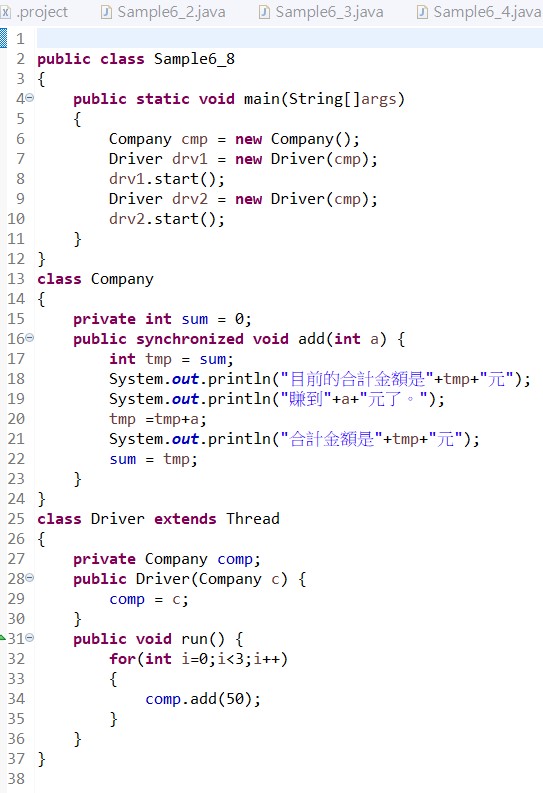 .project Sample6_2.java Sample6_3.java Sample6_4.java
1
2 public class Sample6_8
3 {
4 public static void main(String[]args)
5 {
6 Company cmp = new Company();
7 Driver drv1 = new Driver(cmp);
8 drv1.start();
9 Driver drv2 = new Driver(cmp);
10 drv2.start();
11 }
12 }
13 class Company
14 {
15 private int sum = 0;
16 public synchronized void add(int a) {
17 int tmp = sum;
18 System.out.println("目前的合計金額是"+tmp+"元");
19 System.out.println("賺到"+a+"元了。");
20 tmp =tmp+a;
21 System.out.println("合計金額是"+tmp+"元");
22 sum = tmp;
23 }
24 }
25 class Driver extends Thread
26 {
27 private Company comp;
28 public Driver(Company c) {
29 comp = c;
30 }
31 public void run() {
32 for(int i=0;i<3;i++)
33 {
34 comp.add(50);
35 }
36 }
37 }
38